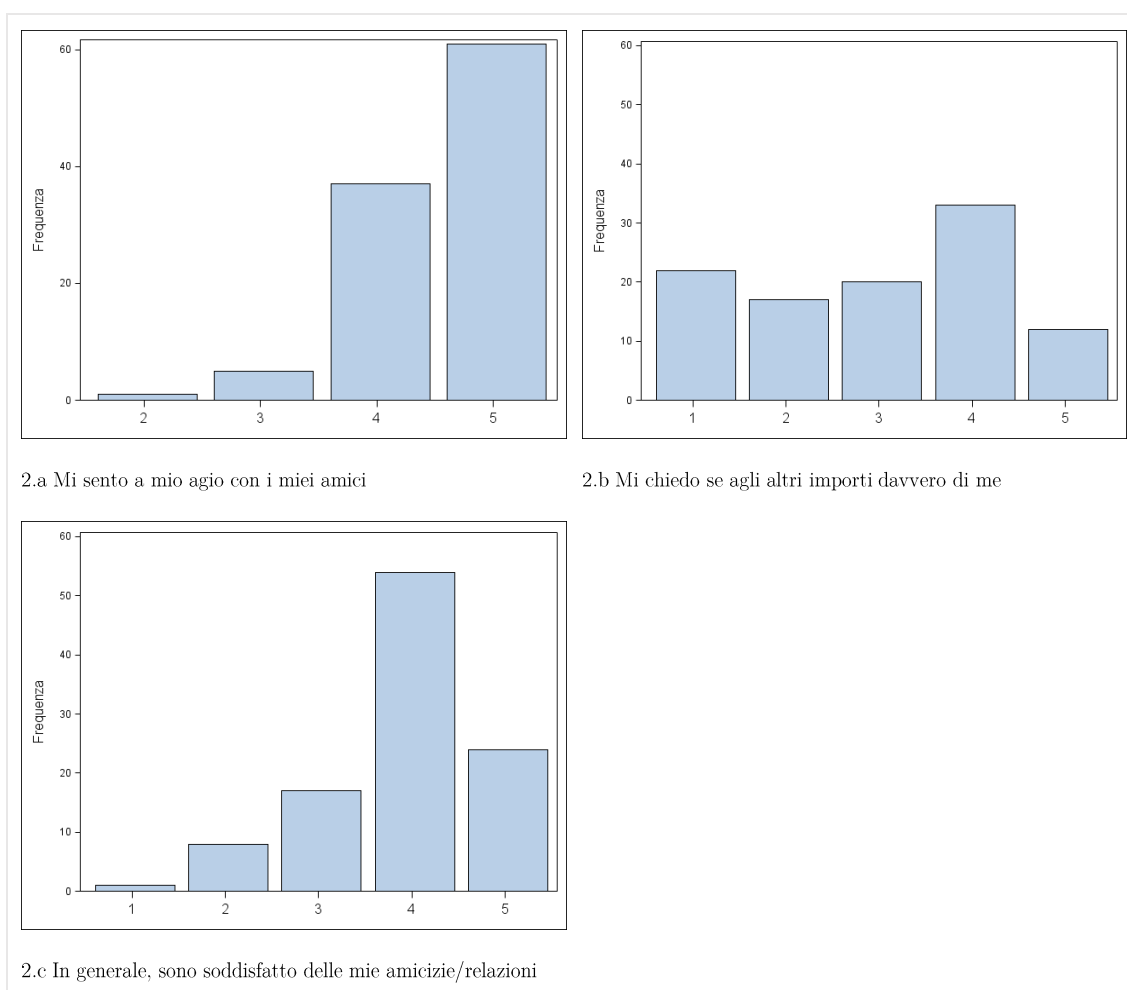 60
40
20
0
Frequenza
2 3 4 5
2.a Mi sento a mio agio con i miei amici
60
50
40
30
20
10
0
Frequenza
1 2 3 4 5
2.b Mi chiedo se agli altri importi davvero di me
60
50
40
30
20
10
0
Frequenza
1 2 3 4 5
2.c In generale, sono soddisfatto delle mie amicizie/relazioni